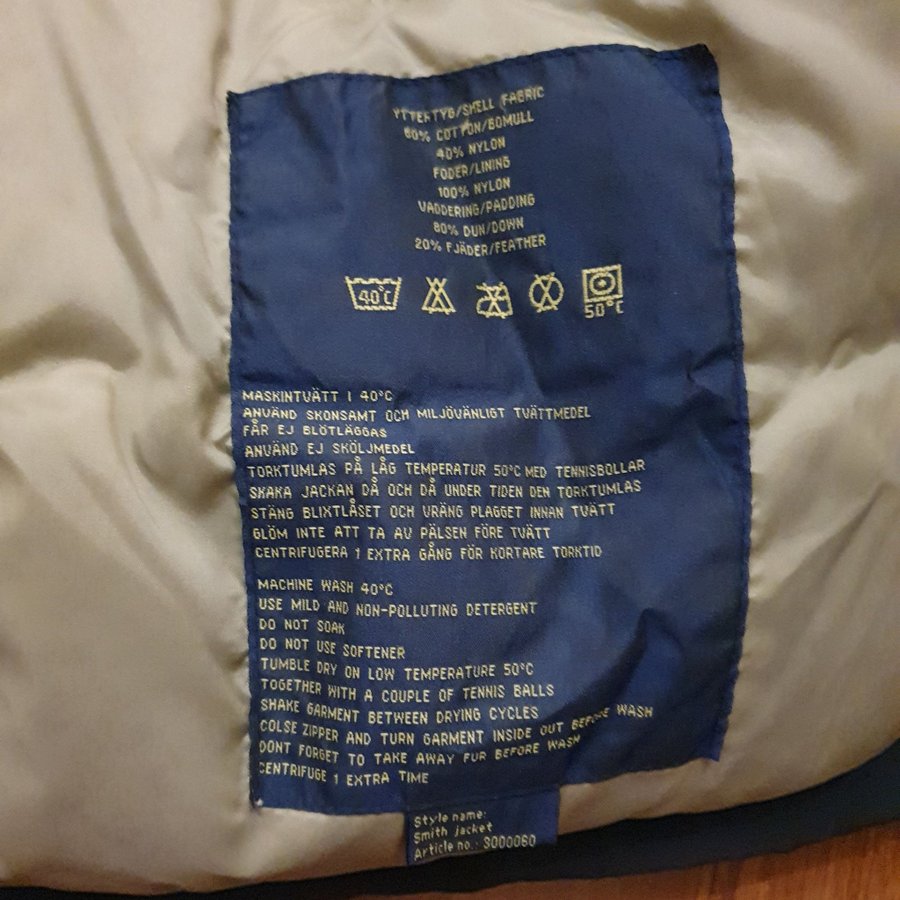 YTTERTYG/SHELL FABRIC
60% COTTON/BOMULL
40% NYLON
FODER/LINING
100% NYLON
VADDERING/PADDING
80% DUN/DOWN
20% FJÄDER/FEATHER
40°C
50°C
MASKINTVÄTT I 40°C
ANVÄND SKONSAMT OCH MILJÖVÄNLIGT TVÄTTMEDEL
FÅR EJ BLÖTLÄGGAS
ANVÄND EJ SKÖLJMEDEL
TORKTUMLAS PÅ LÅG TEMPERATUR 50°C MED TENNISBOLLAR
SKAKA JACKAN DÅ OCH DÅ UNDER TIDEN DEN TORKTUMLAS
STÄNG BLIXTLÅSET OCH VRÄNG PLAGGET INNAN TVÄTT
GLÖM INTE ATT TA AV PÄLSEN FÖRE TVÄTT
CENTRIFUGERA 1 EXTRA GÅNG FÖR KORTARE TORKTID
MACHINE WASH 40°C
USE MILD AND NON-POLLUTING DETERGENT
DO NOT SOAK
DO NOT USE SOFTENER
TUMBLE DRY ON LOW TEMPERATURE 50°C
TOGETHER WITH A COUPLE OF TENNIS BALLS
SHAKE GARMENT BETWEEN DRYING CYCLES
COLSE ZIPPER AND TURN GARMENT INSIDE OUT BEFORE WASH
DONT FORGET TO TAKE AWAY FUR BEFORE WASH
CENTRIFUGE 1 EXTRA TIME
Style name:
Smith jacket
Article no.: 3000060